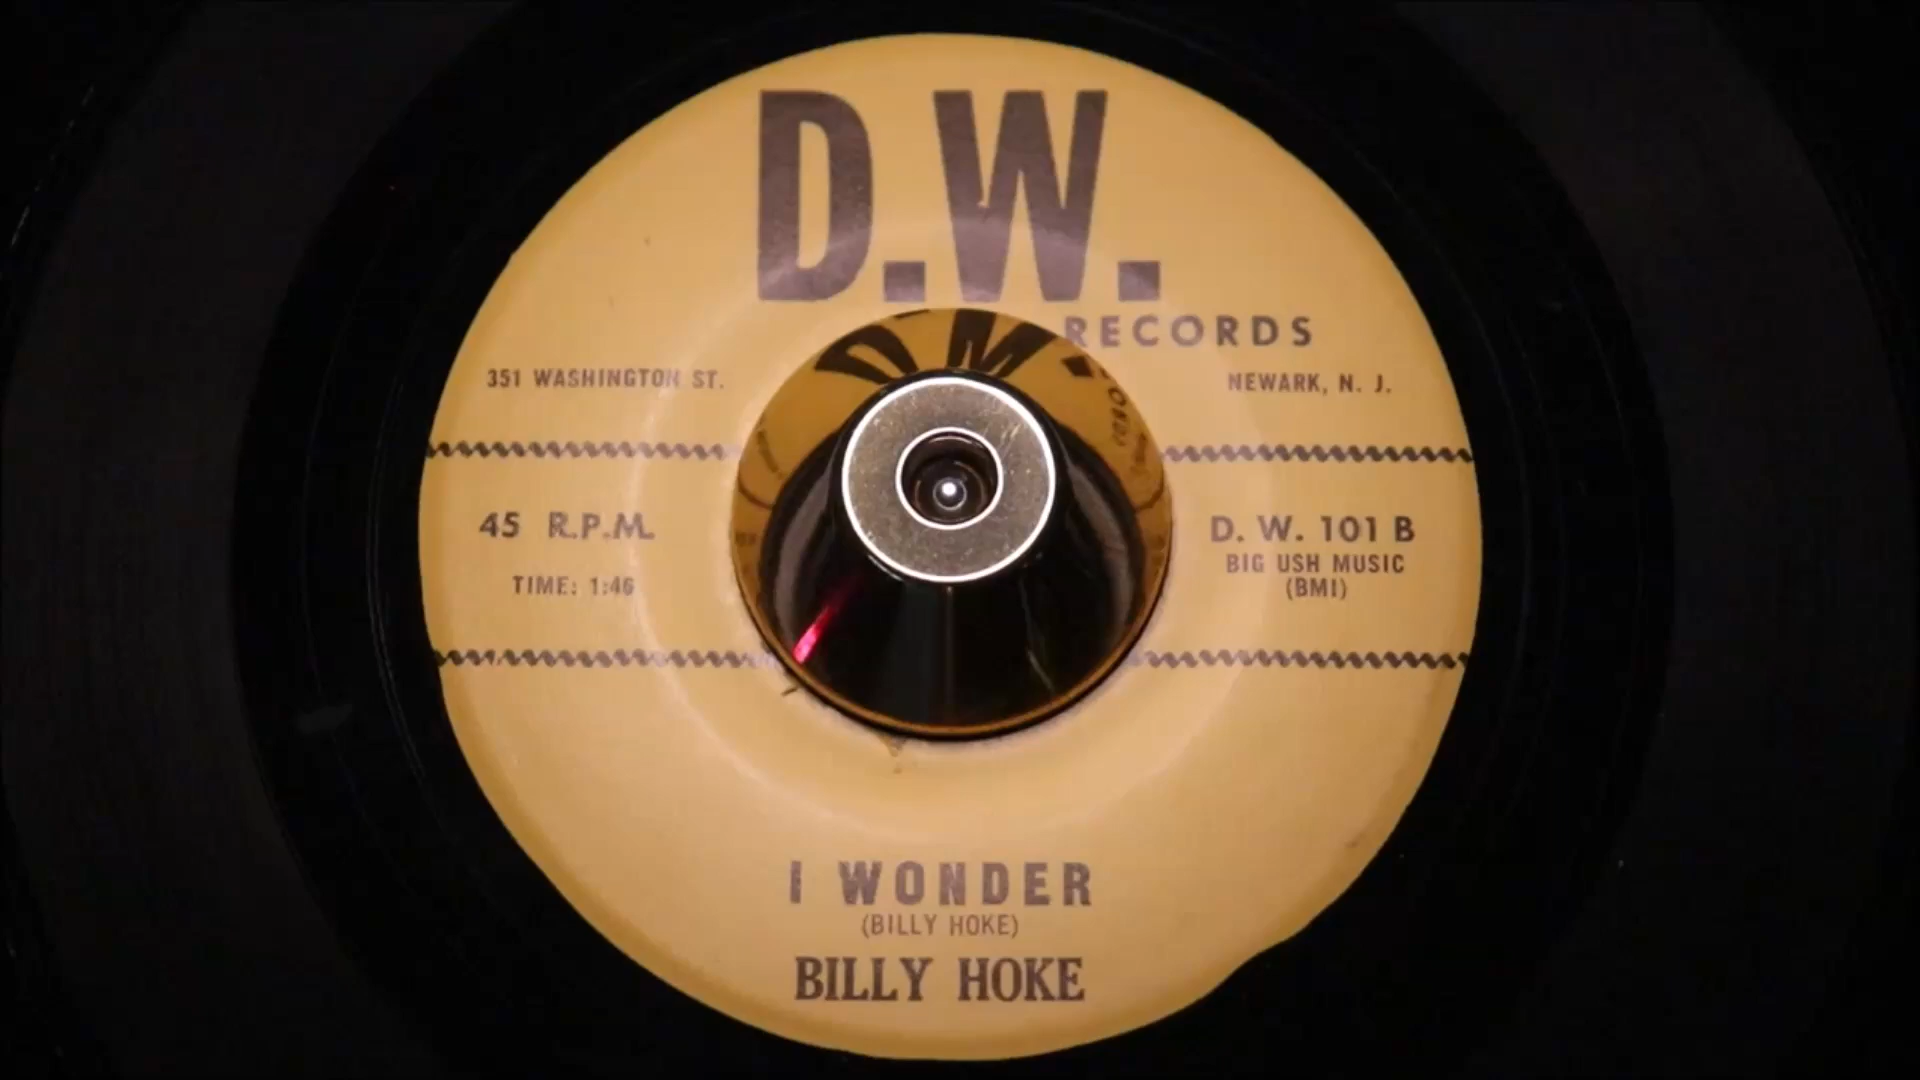 D.W.
RECORDS
351 WASHINGTON ST.
NEWARK, N. J.
45 R.P.M.
TIME: 1:46
D. W. 101 B
BIG USH MUSIC
(BMI)
I WONDER
(BILLY HOKE)
BILLY HOKE